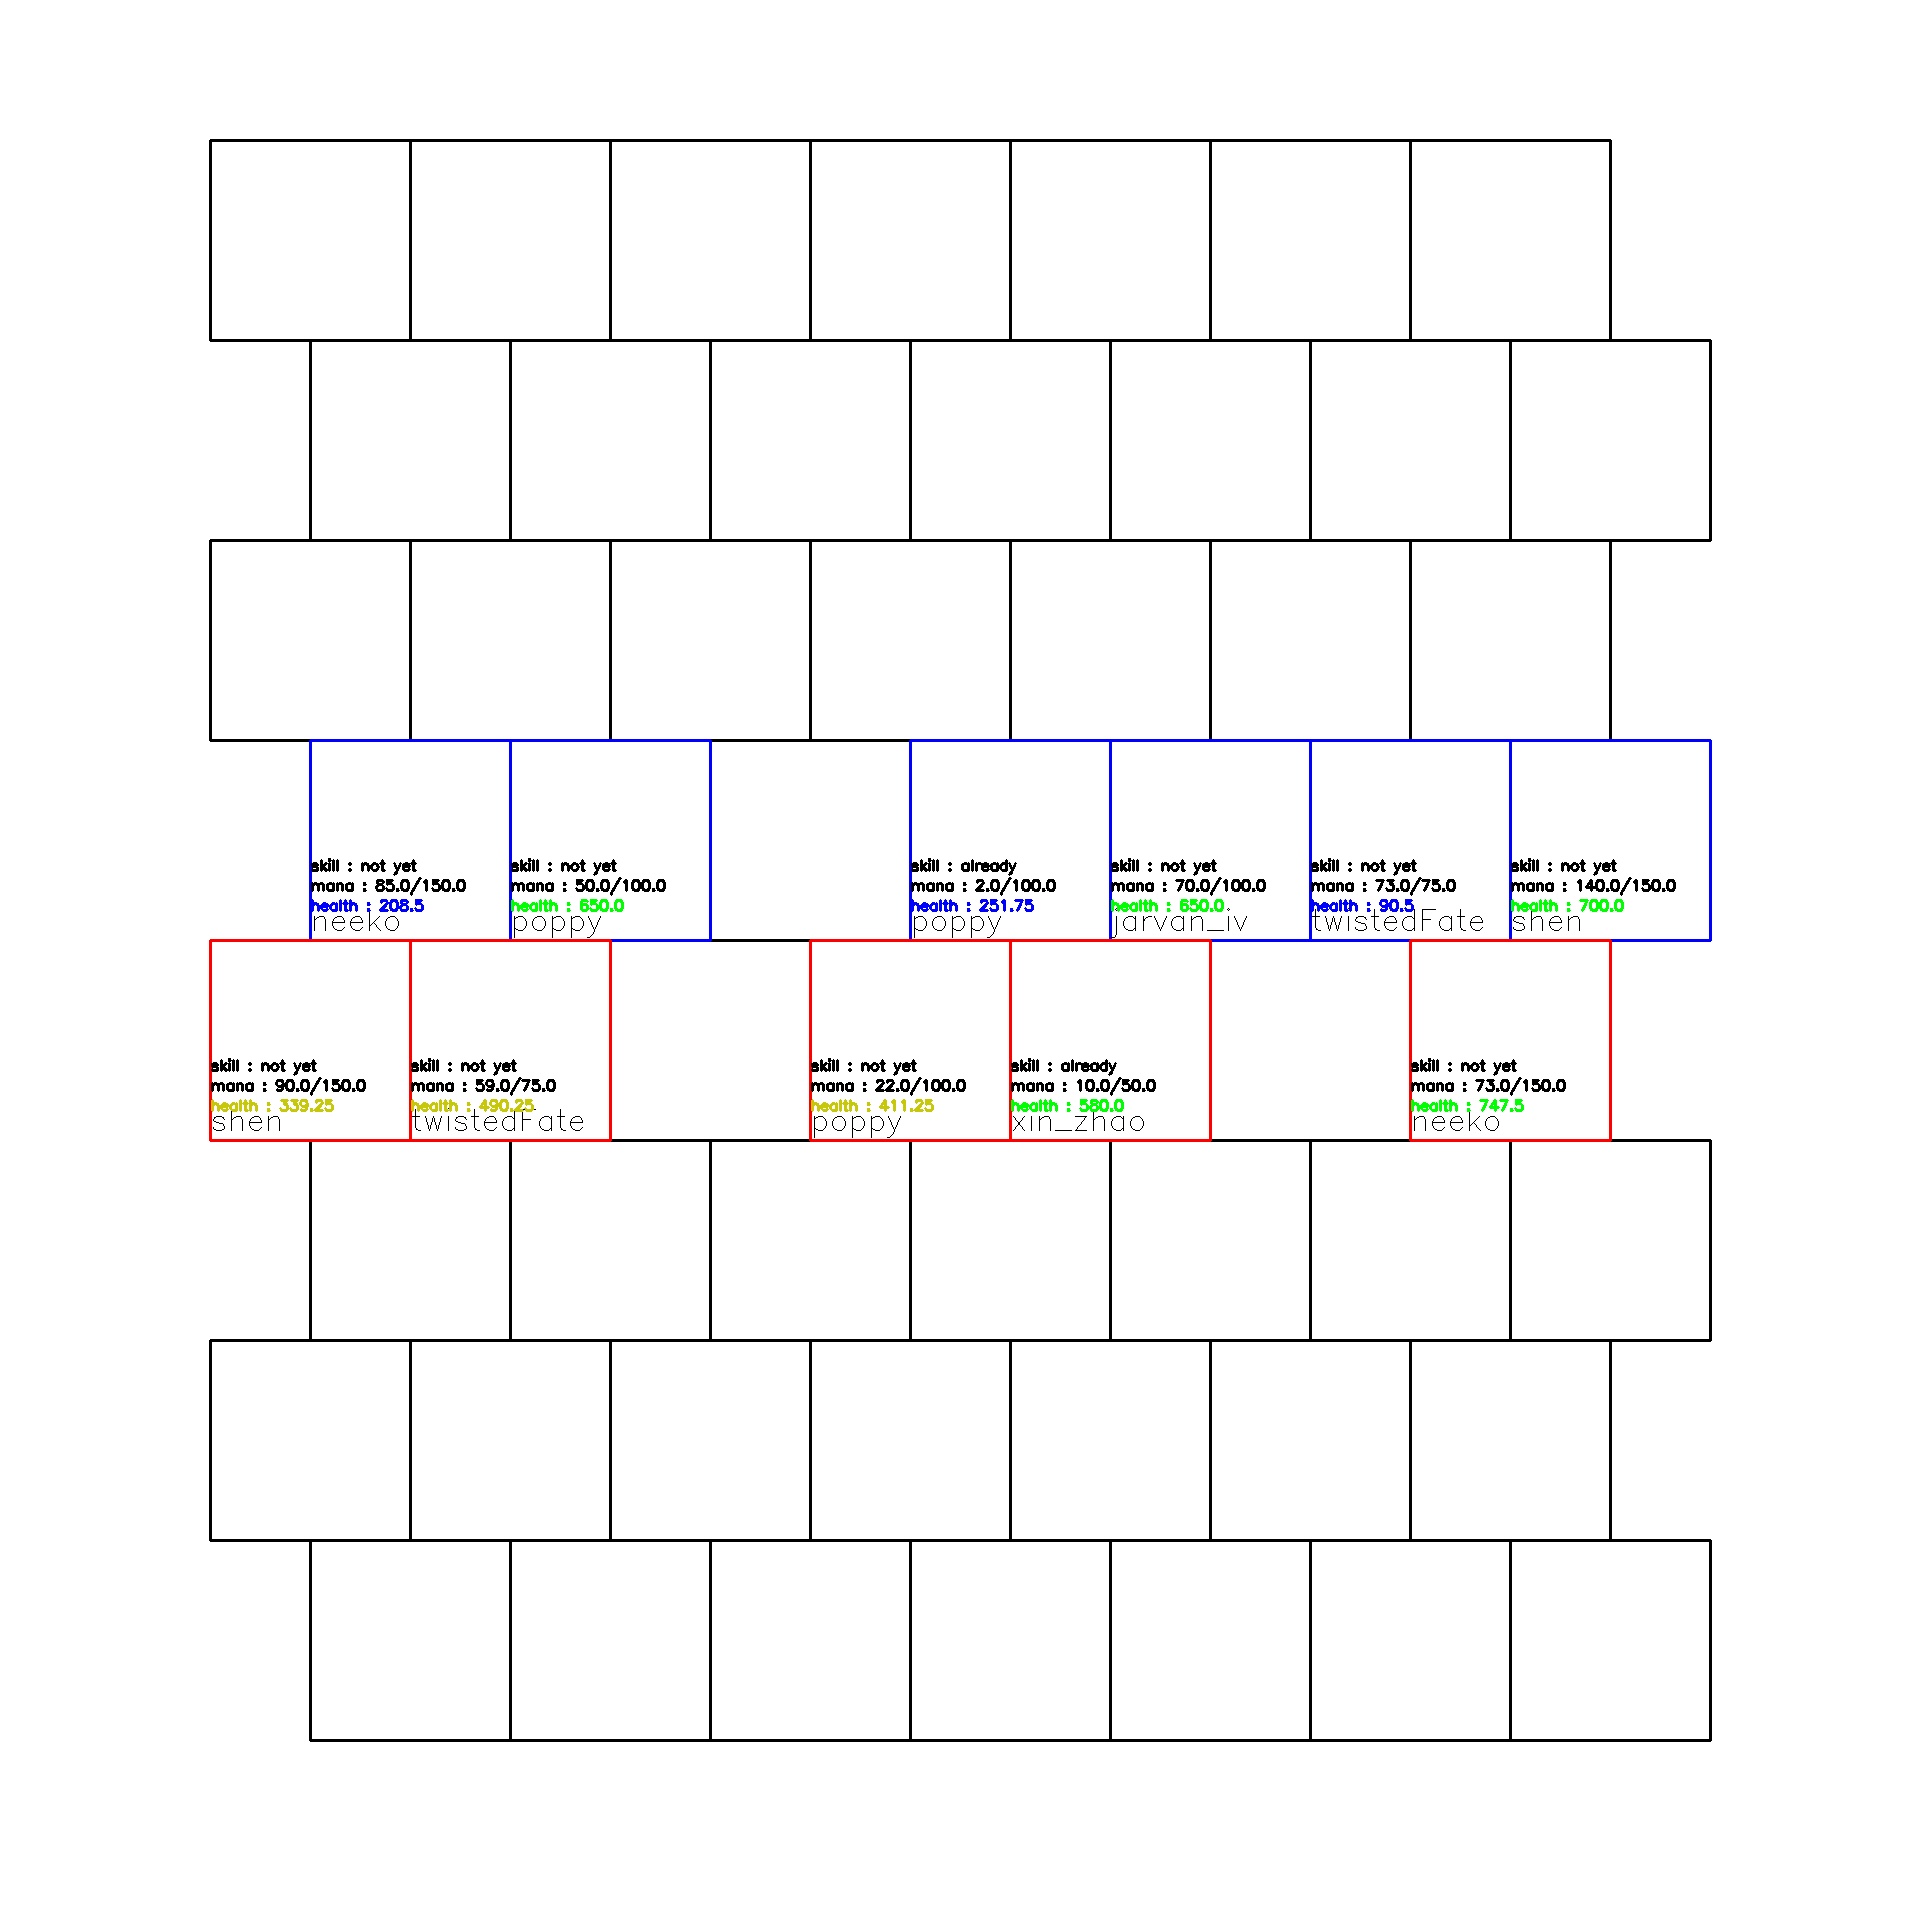 skill : not yet
mana : 85.0/150.0
health : 208.5
neeko
skill : not yet
mana : 50.0/100.0
health : 650.0
poppy
skill : already
mana : 2.0/100.0
health : 251.75
poppy
skill : not yet
mana : 70.0/100.0
health : 650.0
jarvan_iv
skill : not yet
mana : 73.0/75.0
health : 90.5
twistedFate
skill : not yet
mana : 140.0/150.0
health : 700.0
shen
skill : not yet
mana : 90.0/150.0
health : 339.25
shen
skill : not yet
mana : 59.0/75.0
health : 490.25
twistedFate
skill : not yet
mana : 22.0/100.0
health : 411.25
poppy
skill : already
mana : 10.0/50.0
health : 580.0
xin_zhao
skill : not yet
mana : 73.0/150.0
health : 747.5
neeko